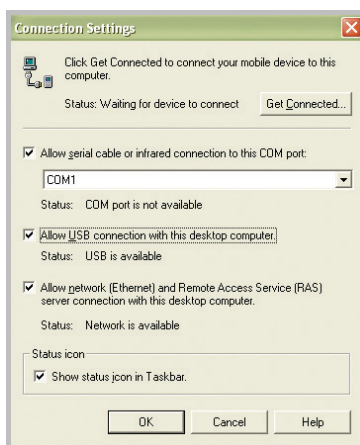 Connection Settings
Click Get Connected to connect your mobile device to this
computer.
Status: Waiting for device to connect
Get Connected...
Allow serial cable or infrared connection to this COM port:
COM1
Status: COM port is not available
Allow USB connection with this desktop computer.
Status: USB is available
Allow network (Ethernet) and Remote Access Service (RAS)
server connection with this desktop computer.
Status: Network is available
Status icon
Show status icon in Taskbar.
OK
Cancel
Help